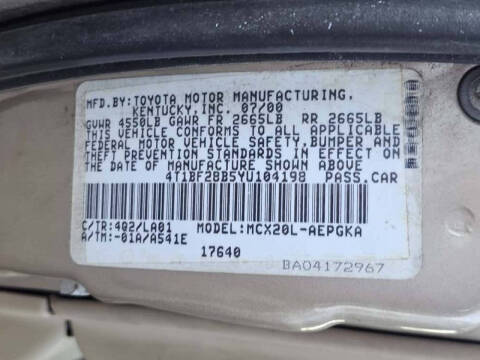 MFD.BY:TOYOTA MOTOR MANUFACTURING,
KENTUCKY,INC. 07/00
GVWR 4550LB GAWR FR 2665LB RR 2665LB
THIS VEHICLE CONFORMS TO ALL APPLICABLE
FEDERAL MOTOR VEHICLE SAFETY, BUMPER, AND
THEFT PREVENTION STANDARDS IN EFFECT ON
THE DATE OF MANUFACTURE SHOWN ABOVE
4T1BF28B5YU104198 PASS.CAR
C/TR:4Q2/LA01 MODEL:MCX20L-AEPGKA
A/TM:-01A/A541E
17640
BA04172967